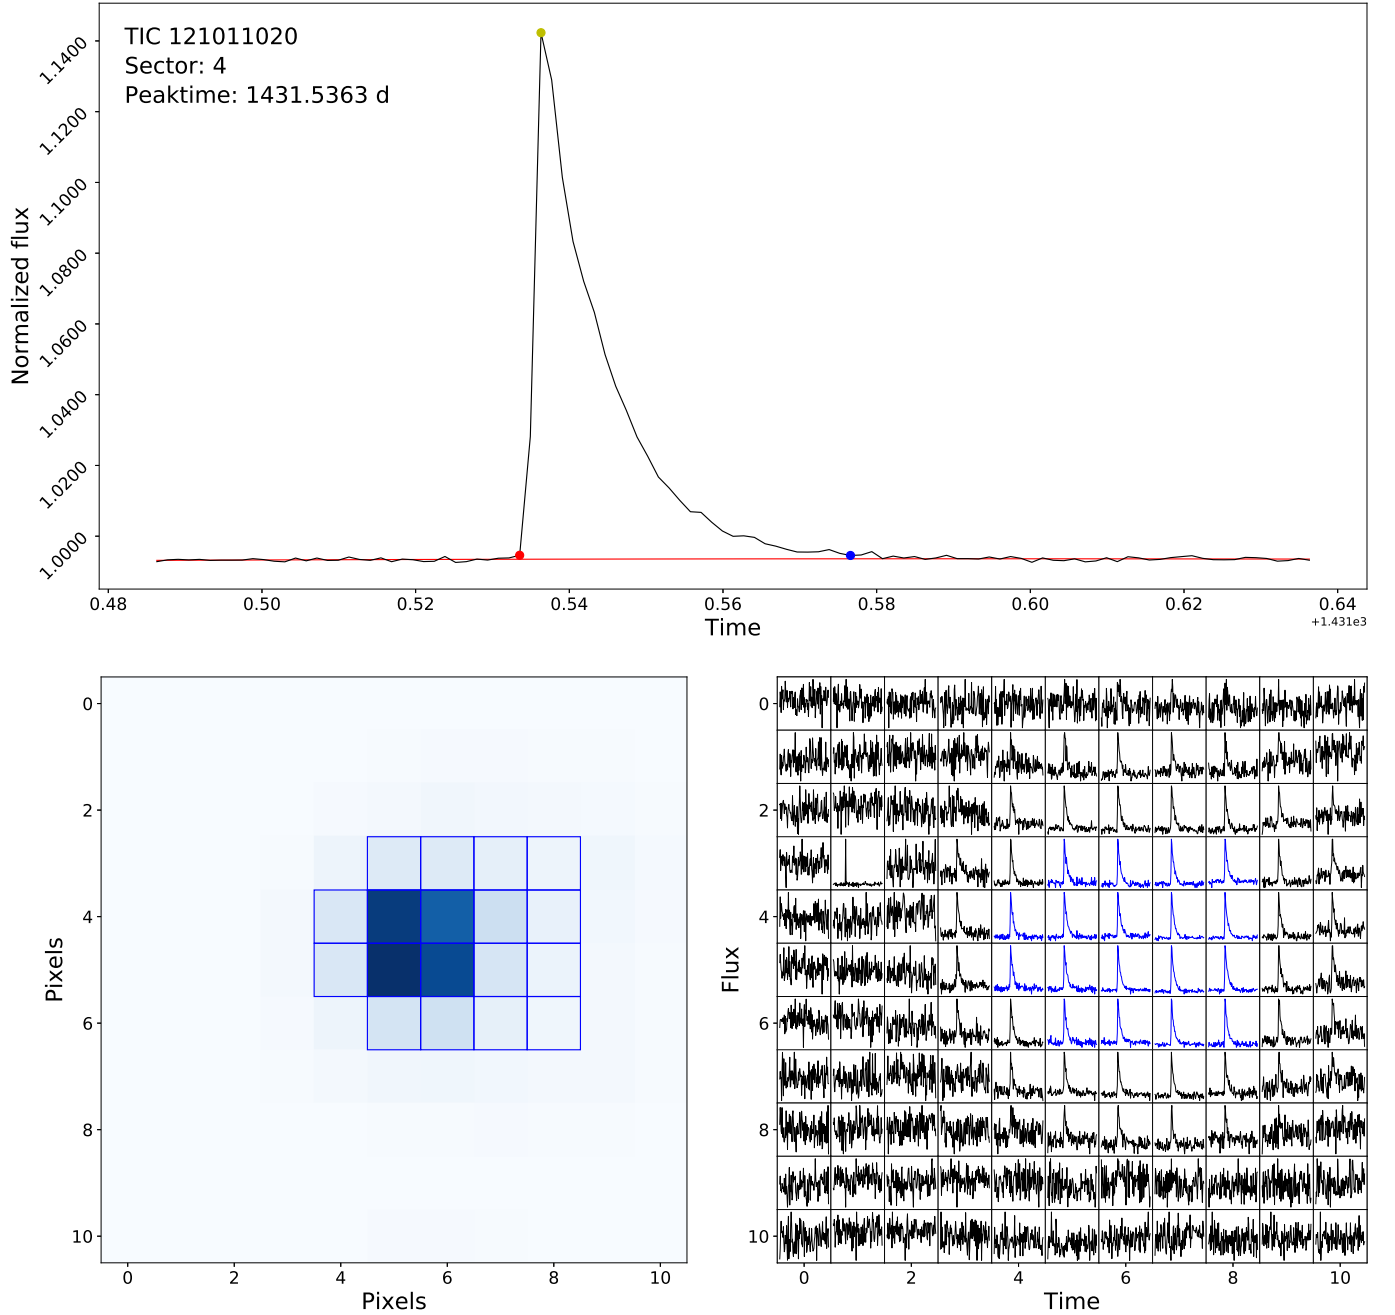 TIC 121011020
Sector: 4
Peaktime: 1431.5363 d
Normalized flux
1.1400
1.1200
1.1000
1.0800
1.0600
1.0400
1.0200
1.0000
0.48 0.50 0.52 0.54 0.56 0.58 0.60 0.62 0.64
+1.431e3
Time
Pixels
0
2
4
6
8
10
0 2 4 6 8 10
Pixels
Flux
0
2
4
6
8
10
0 2 4 6 8 10
Time